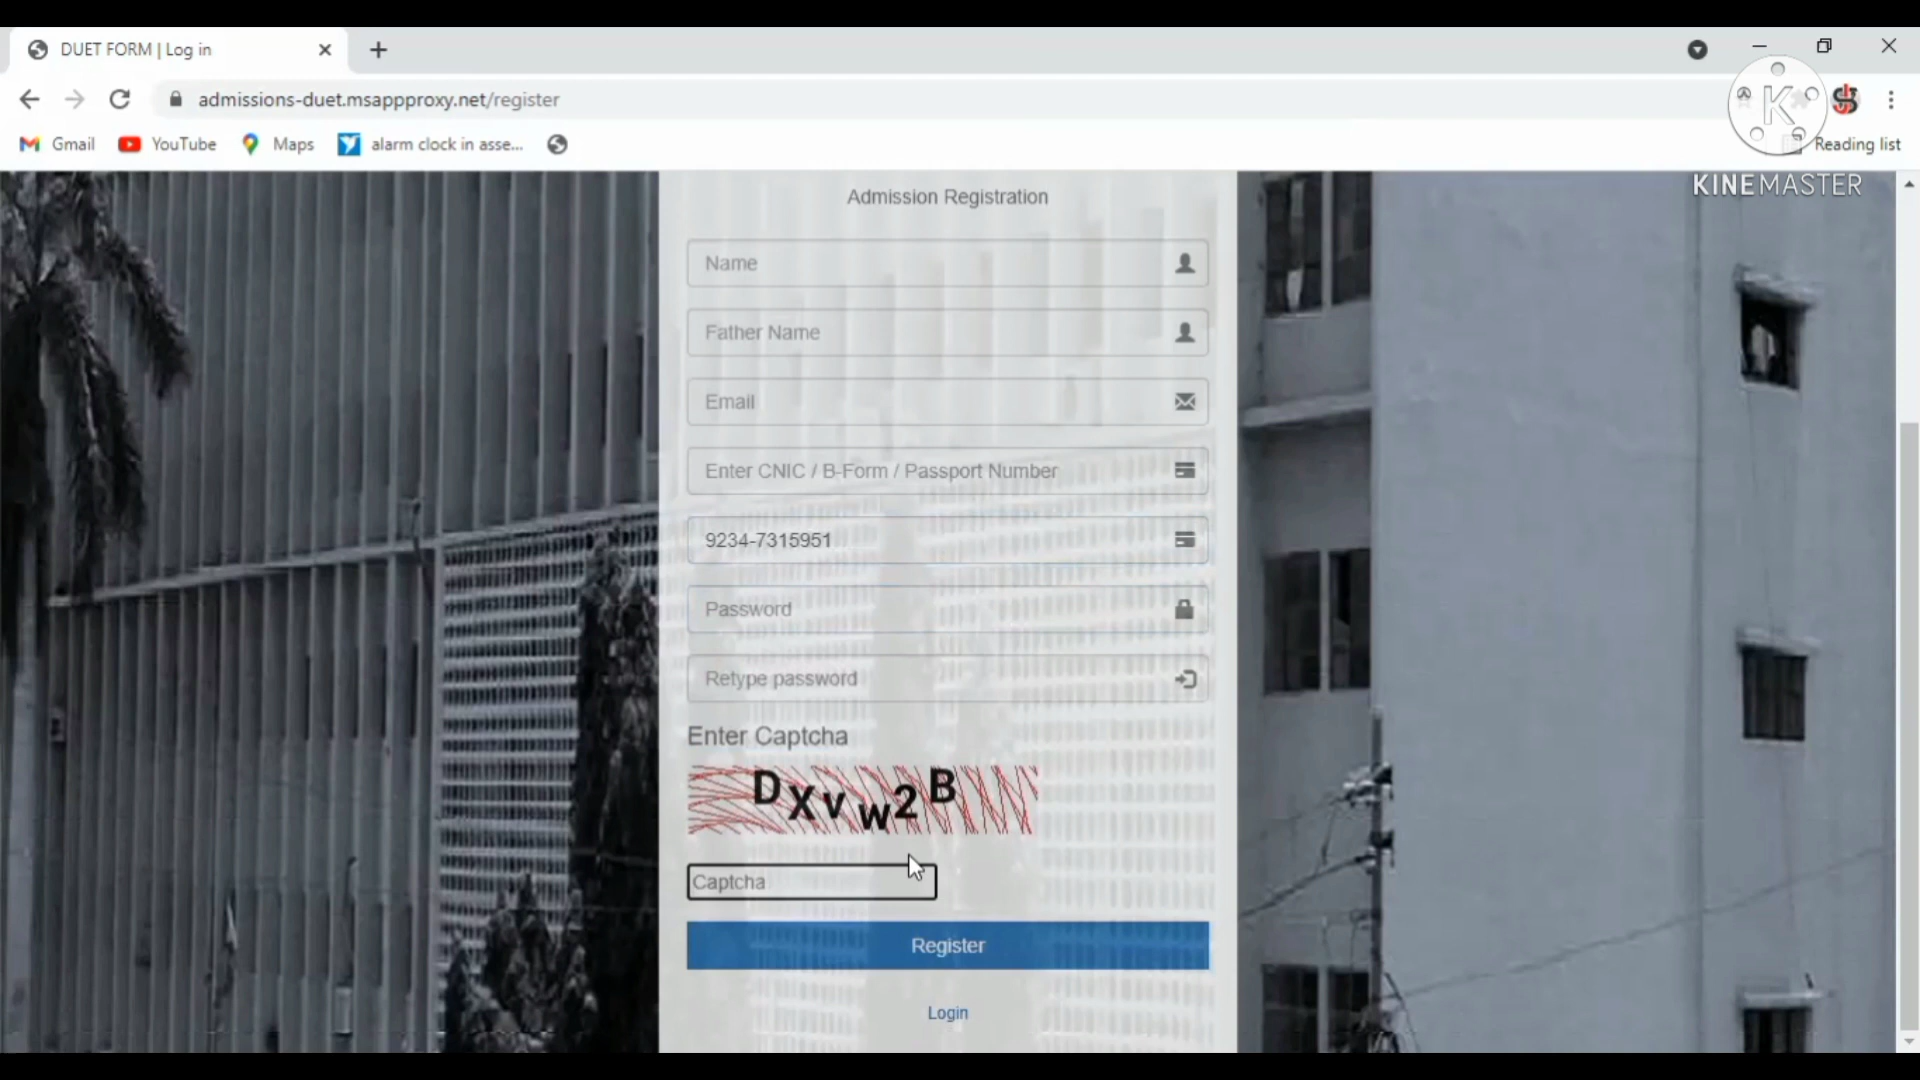 DUET FORM | Log in
admissions-duet.msappproxy.net/register
Gmail YouTube Maps alarm clock in asse... Reading list
KINEMASTER
Admission Registration
Name
Father Name
Email
Enter CNIC / B-Form / Passport Number
9234-7315951
Password
Retype password
Enter Captcha
DXvw2B
Captcha
Register
Login